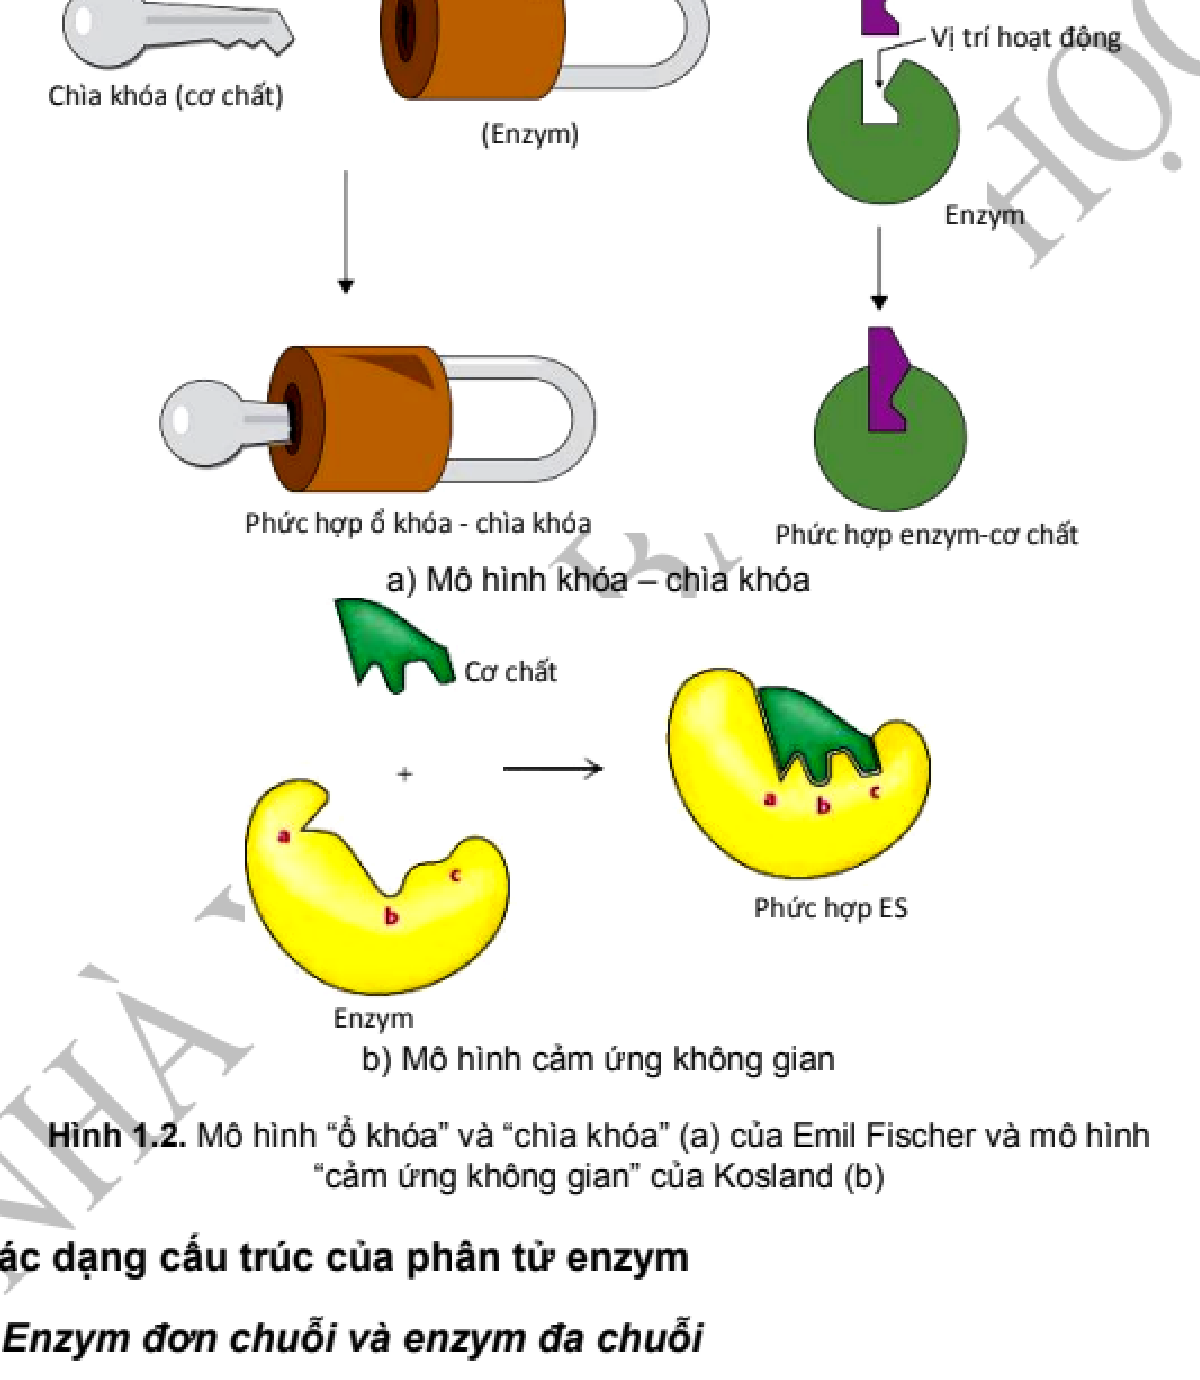 Vị trí hoạt động
Chìa khóa (cơ chất)
(Enzym)
Enzym
Phức hợp ổ khóa - chìa khóa
Phức hợp enzym-cơ chất
a) Mô hình khóa – chìa khóa
Cơ chất
+
a
b
c
a
b
c
Phức hợp ES
Enzym
b) Mô hình cảm ứng không gian
Hình 1.2. Mô hình “ổ khóa” và “chìa khóa” (a) của Emil Fischer và mô hình
“cảm ứng không gian” của Kosland (b)
ác dạng cấu trúc của phân tử enzym
Enzym đơn chuỗi và enzym đa chuỗi
NHÀ
HỌC